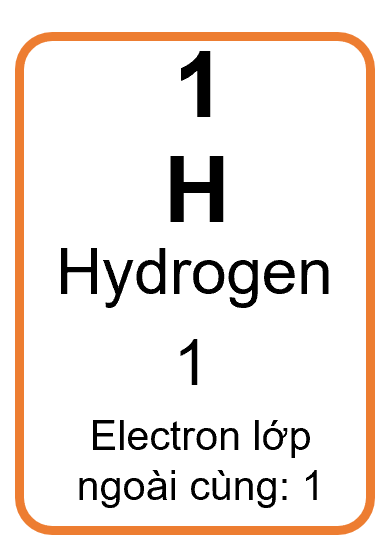 1
H
Hydrogen
1
Electron lớp
ngoài cùng: 1